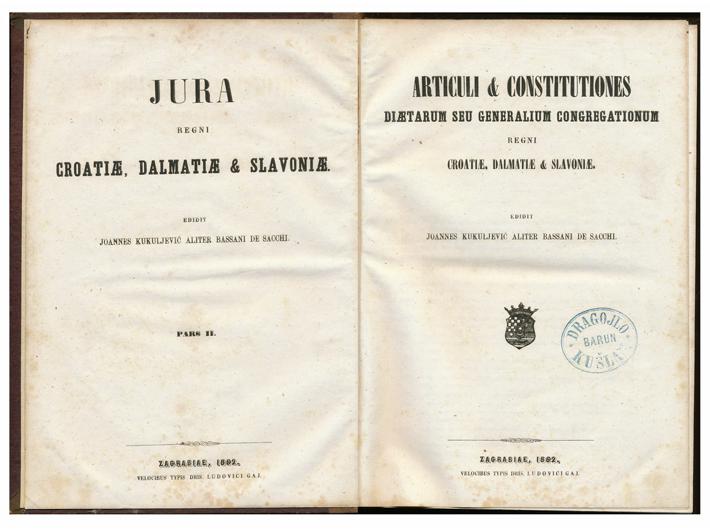 JURA
REGNI
CROATIÆ, DALMATIÆ & SLAVONIÆ.
EDIDIT
JOANNES KUKULJEVIĆ ALITER BASSANI DE SACCHI.
PARS II.
ZAGRABIAE, 1862.
VELOCIBUS TYPIS DRIS. LUDOVICI GAJ.
ARTICULI & CONSTITUTIONES
DIÆTARUM SEU GENERALIUM CONGREGATIONUM
REGNI
CROATIÆ, DALMATIÆ & SLAVONIÆ.
EDIDIT
JOANNES KUKULJEVIĆ ALITER BASSANI DE SACCHI.
DRAGOJLO
BARUN
KUŠLAN
ZAGRABIAE, 1862.
VELOCIBUS TYPIS DRIS. LUDOVICI GAJ.